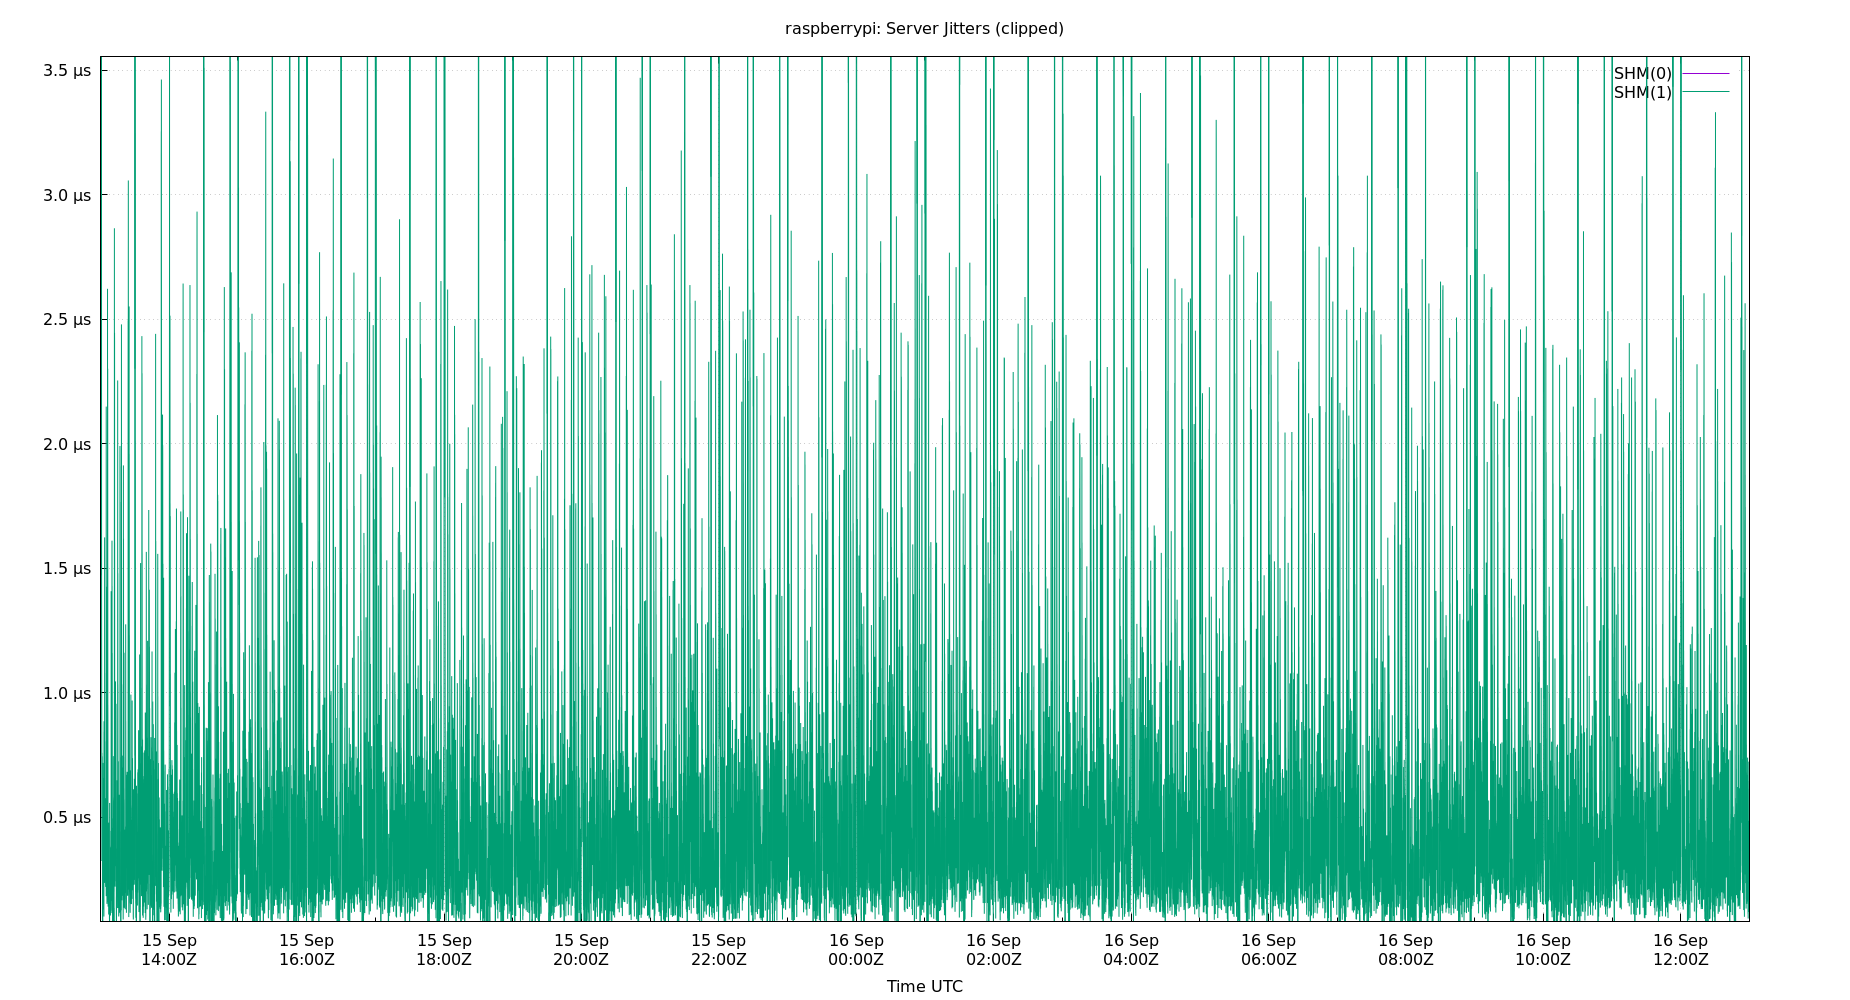 raspberrypi: Server Jitters (clipped)
3.5 µs
3.0 µs
2.5 µs
2.0 µs
1.5 µs
1.0 µs
0.5 µs
SHM(0)
SHM(1)
15 Sep 15 Sep 15 Sep 15 Sep 15 Sep 16 Sep 16 Sep 16 Sep 16 Sep 16 Sep 16 Sep 16 Sep
14:00Z 16:00Z 18:00Z 20:00Z 22:00Z 00:00Z 02:00Z 04:00Z 06:00Z 08:00Z 10:00Z 12:00Z
Time UTC